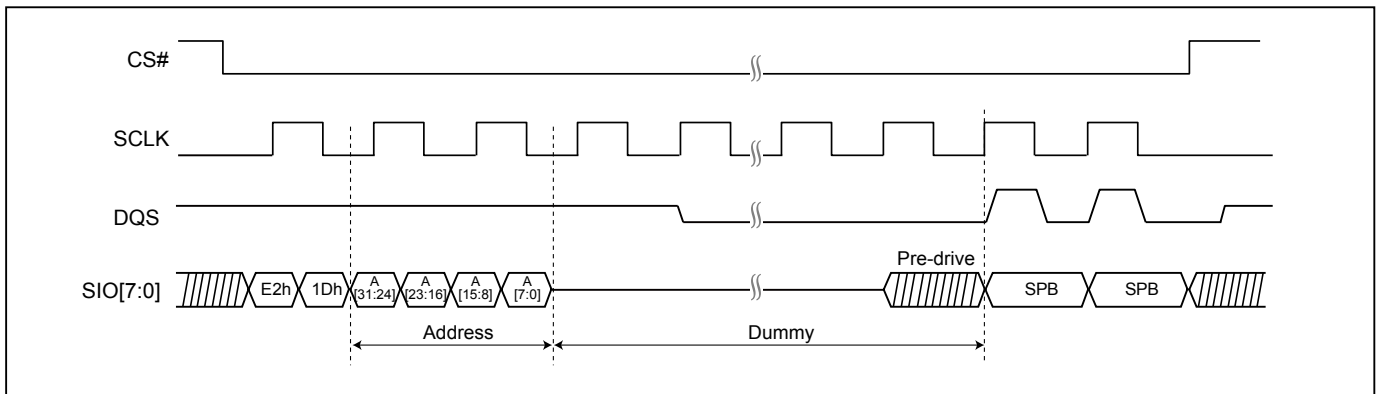 CS#
SCLK
DQS
Pre-drive
SIO[7:0]
E2h
1Dh
A
[31:24]
A
[23:16]
A
[15:8]
A
[7:0]
SPB
SPB
Address
Dummy